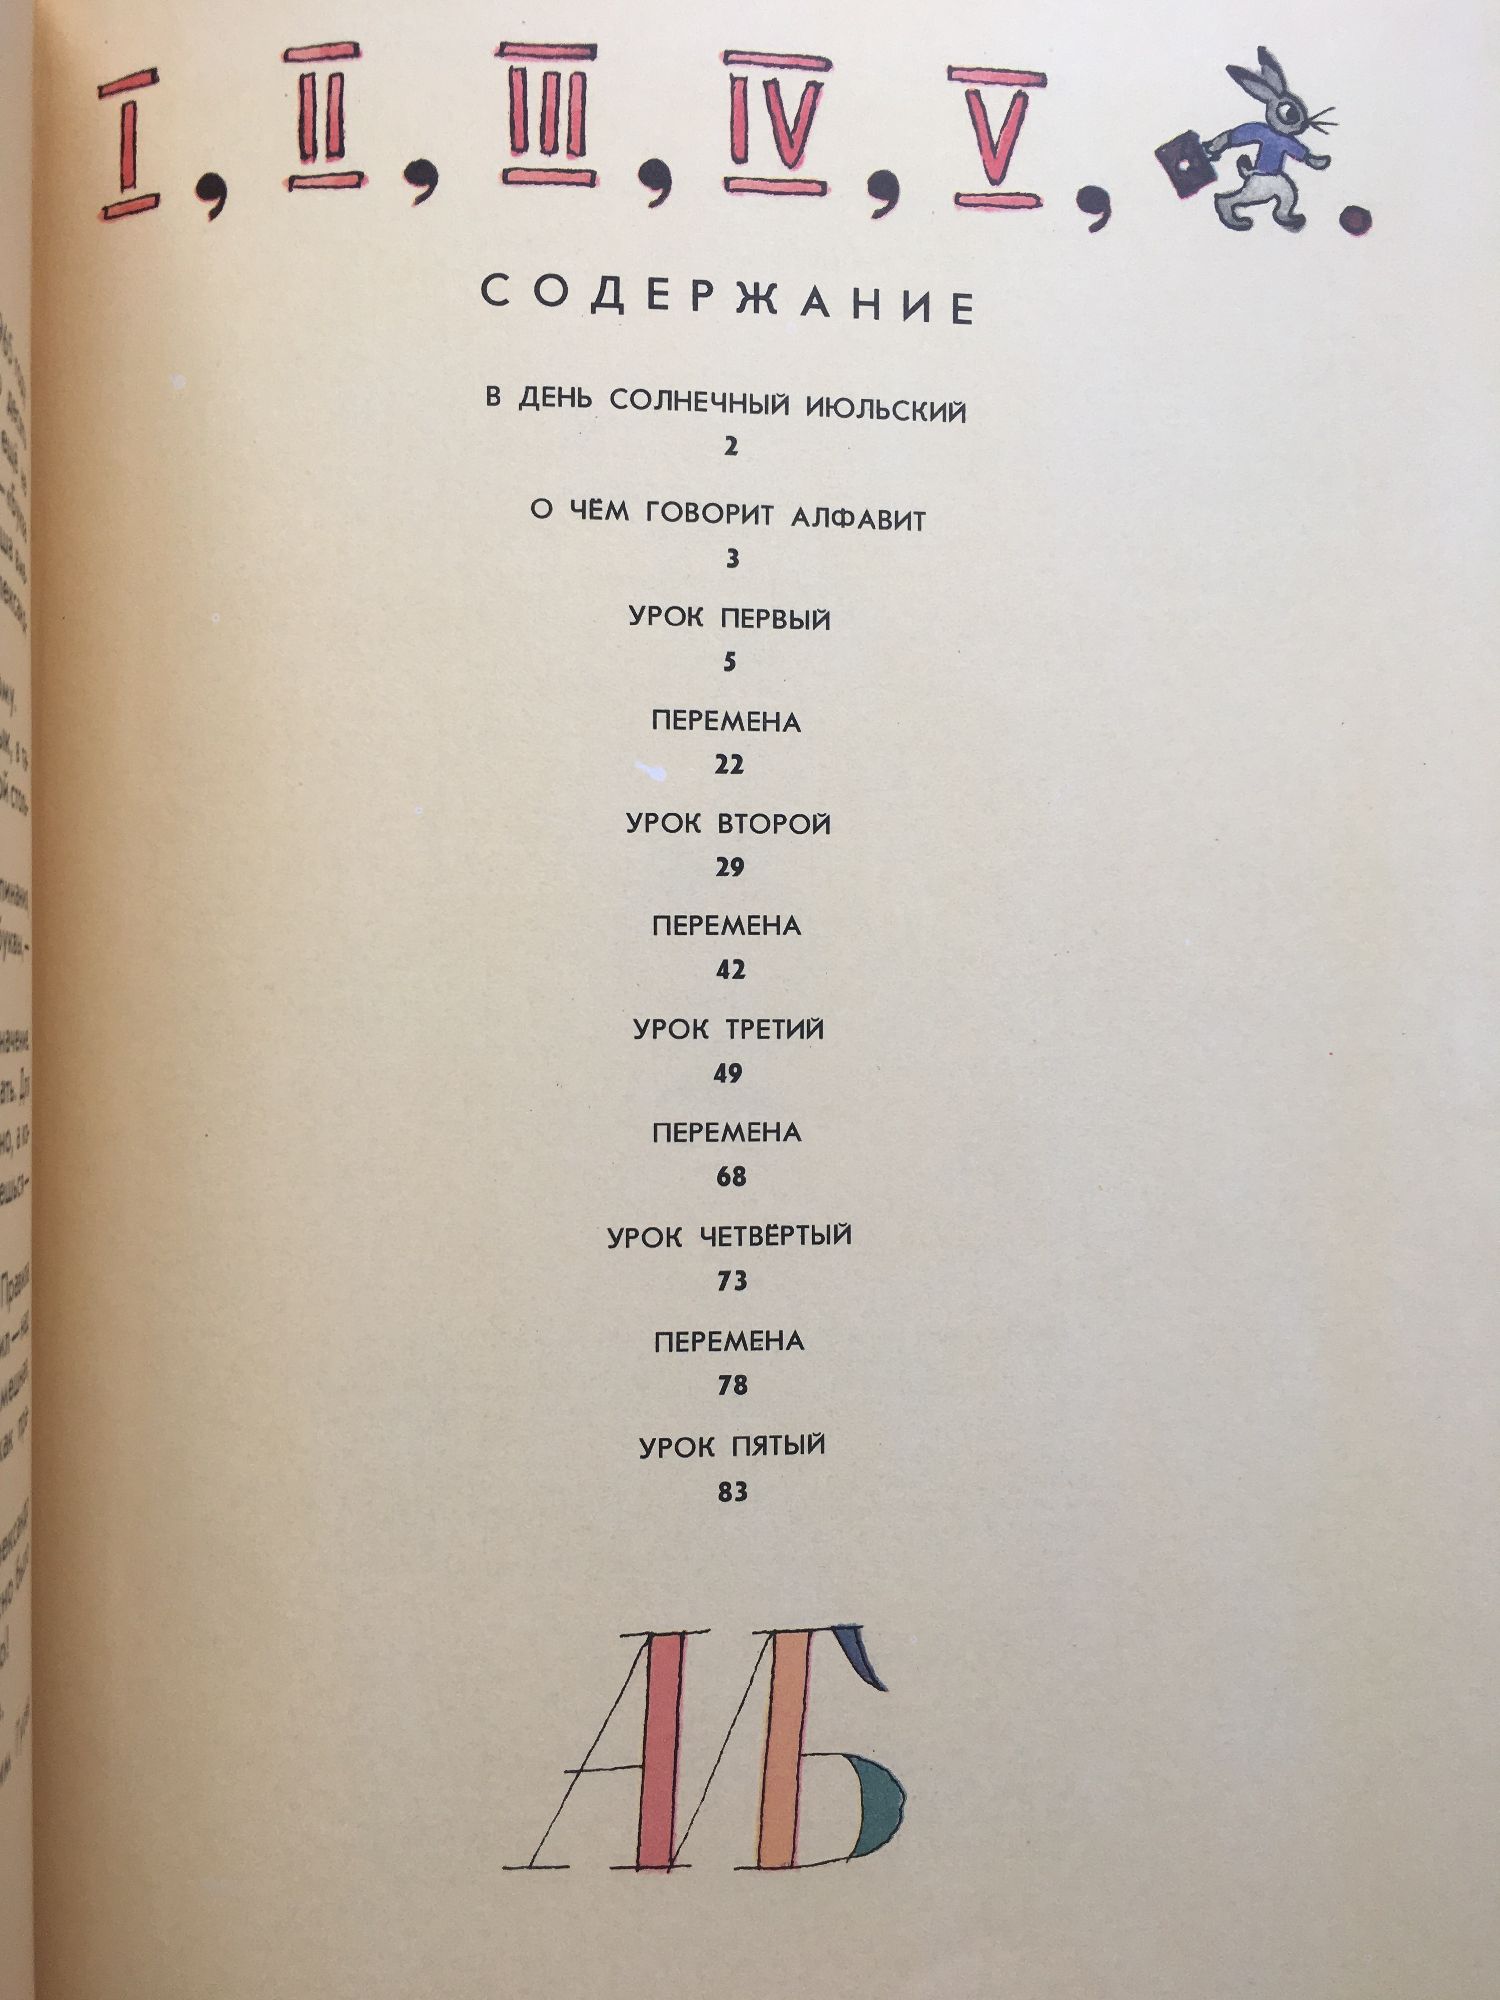 I, II, III, IV, V, .
СОДЕРЖАНИЕ
В ДЕНЬ СОЛНЕЧНЫЙ ИЮЛЬСКИЙ
2
О ЧЁМ ГОВОРИТ АЛФАВИТ
3
УРОК ПЕРВЫЙ
5
ПЕРЕМЕНА
22
УРОК ВТОРОЙ
29
ПЕРЕМЕНА
42
УРОК ТРЕТИЙ
49
ПЕРЕМЕНА
68
УРОК ЧЕТВЁРТЫЙ
73
ПЕРЕМЕНА
78
УРОК ПЯТЫЙ
83
АБ